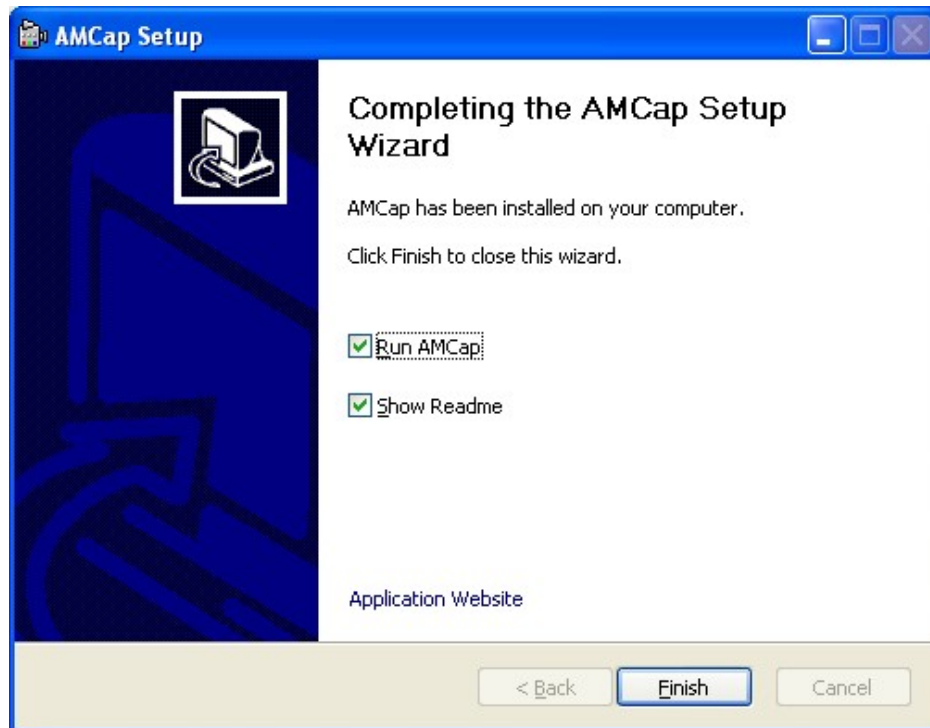 AMCap Setup
Completing the AMCap Setup
Wizard
AMCap has been installed on your computer.
Click Finish to close this wizard.
Run AMCap
Show Readme
Application Website
< Back Finish Cancel